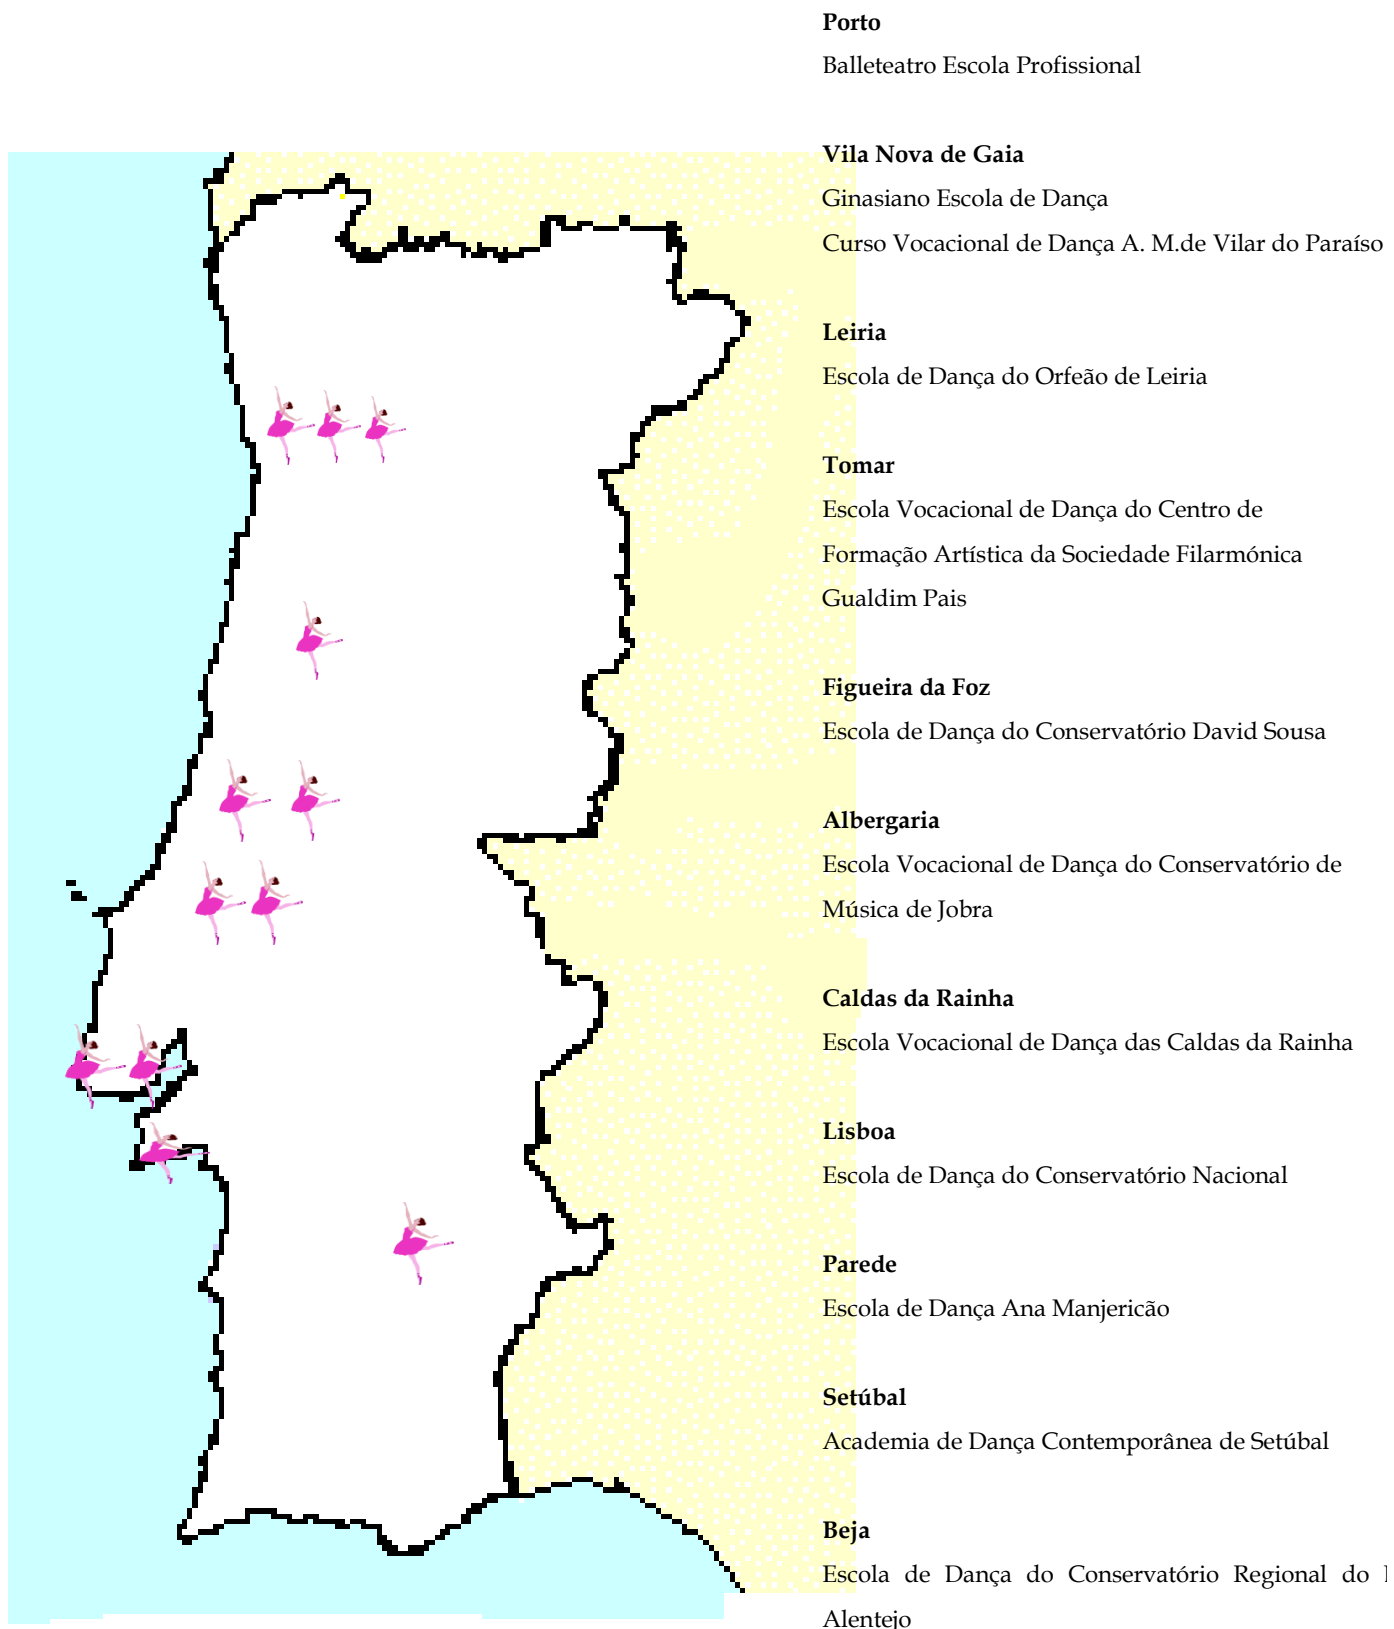 Porto
Balleteatro Escola Profissional
Vila Nova de Gaia
Ginasiano Escola de Dança
Curso Vocacional de Dança A. M.de Vilar do Paraíso
Leiria
Escola de Dança do Orfeão de Leiria
Tomar
Escola Vocacional de Dança do Centro de
Formação Artística da Sociedade Filarmónica
Gualdim Pais
Figueira da Foz
Escola de Dança do Conservatório David Sousa
Albergaria
Escola Vocacional de Dança do Conservatório de
Música de Jobra
Caldas da Rainha
Escola Vocacional de Dança das Caldas da Rainha
Lisboa
Escola de Dança do Conservatório Nacional
Parede
Escola de Dança Ana Manjericão
Setúbal
Academia de Dança Contemporânea de Setúbal
Beja
Escola de Dança do Conservatório Regional do
Alentejo